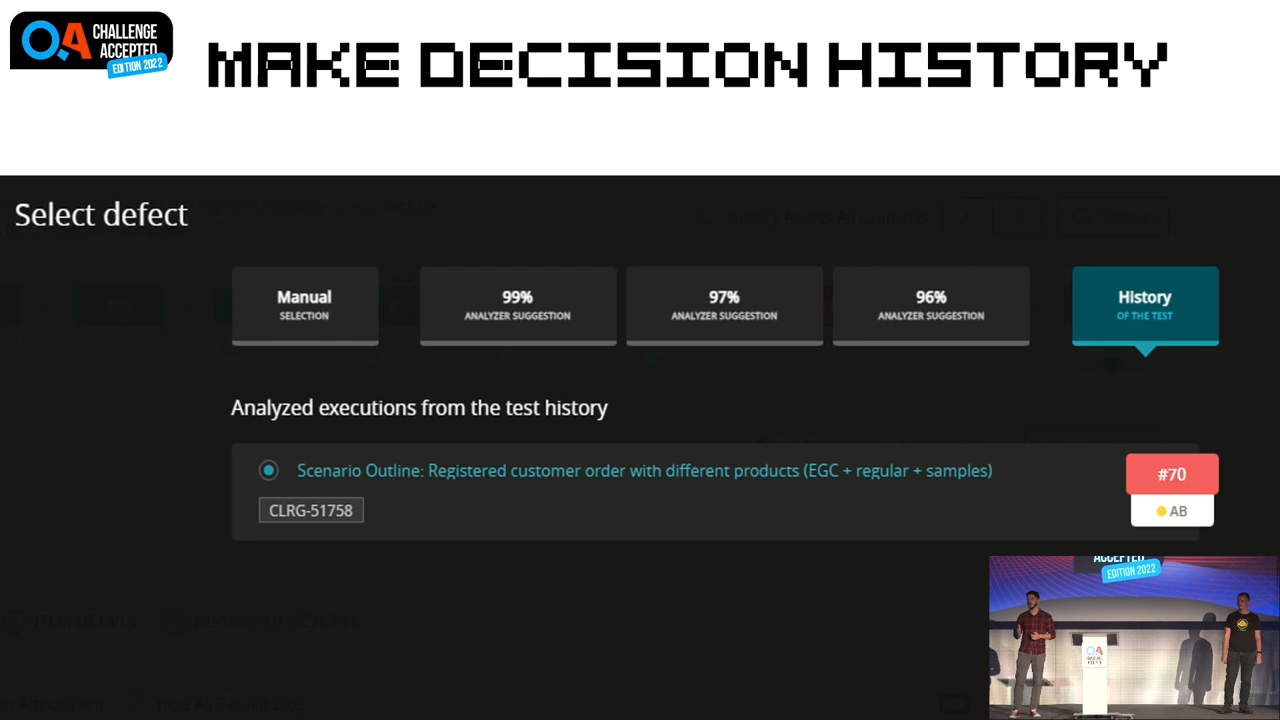 QA CHALLENGE
ACCEPTED
EDITION 2022
MAKE DECISION HISTORY
Select defect
Manual
SELECTION
99%
ANALYZER SUGGESTION
97%
ANALYZER SUGGESTION
96%
ANALYZER SUGGESTION
History
OF THE TEST
Analyzed executions from the test history
Scenario Outline: Registered customer order with different products (EGC + regular + samples)
#70
CLRG-51758
AB
ACCEPTED
EDITION 2022
QA